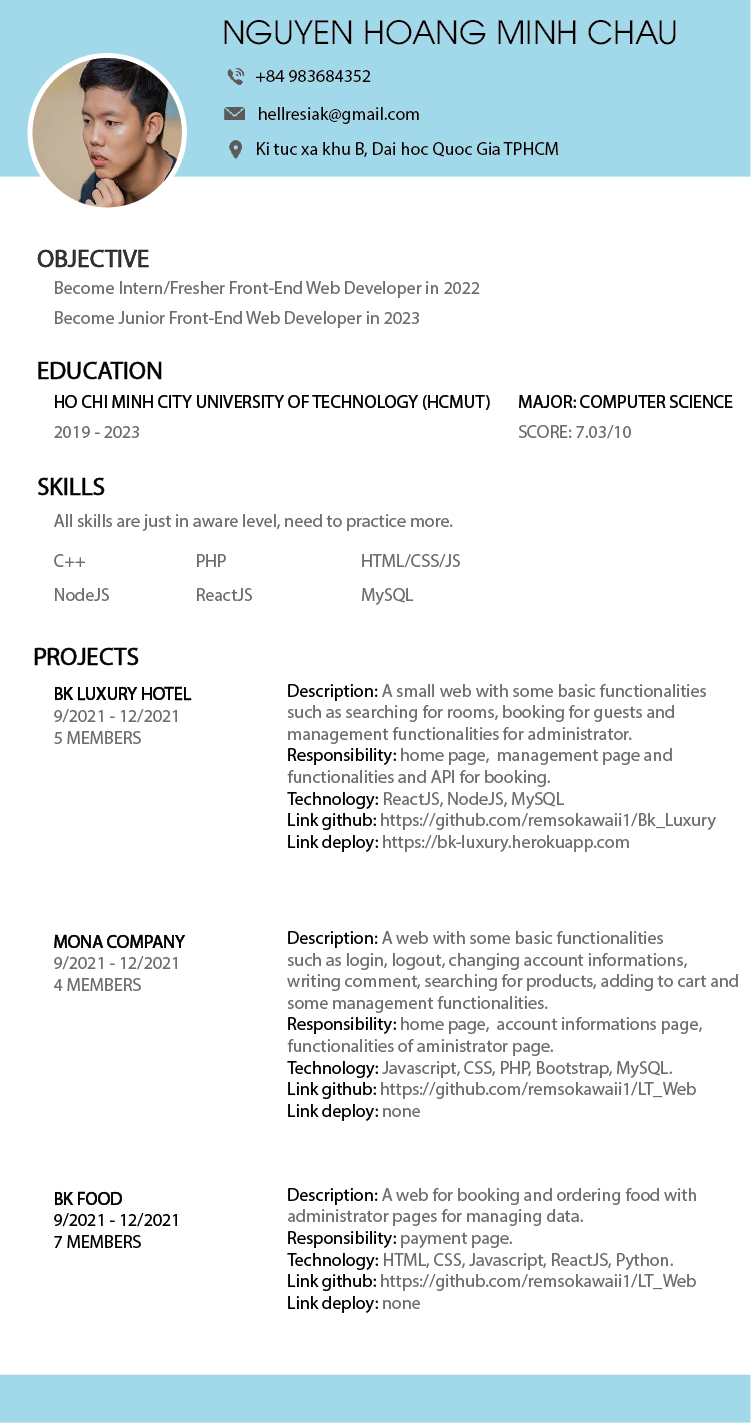 NGUYEN HOANG MINH CHAU
+84 983684352
hellresiak@gmail.com
Ki tuc xa khu B, Dai hoc Quoc Gia TPHCM
OBJECTIVE
Become Intern/Fresher Front-End Web Developer in 2022
Become Junior Front-End Web Developer in 2023
EDUCATION
HO CHI MINH CITY UNIVERSITY OF TECHNOLOGY (HCMUT) MAJOR: COMPUTER SCIENCE
2019 - 2023 SCORE: 7.03/10
SKILLS
All skills are just in aware level, need to practice more.
C++ PHP HTML/CSS/JS
NodeJS ReactJS MySQL
PROJECTS
BK LUXURY HOTEL
9/2021 - 12/2021
5 MEMBERS
Description: A small web with some basic functionalities
such as searching for rooms, booking for guests and
management functionalities for administrator.
Responsibility: home page, management page and
functionalities and API for booking.
Technology: ReactJS, NodeJS, MySQL
Link github: https://github.com/remsokawaii1/Bk_Luxury
Link deploy: https://bk-luxury.herokuapp.com
MONA COMPANY
9/2021 - 12/2021
4 MEMBERS
Description: A web with some basic functionalities
such as login, logout, changing account informations,
writing comment, searching for products, adding to cart and
some management functionalities.
Responsibility: home page, account informations page,
functionalities of aministrator page.
Technology: Javascript, CSS, PHP, Bootstrap, MySQL.
Link github: https://github.com/remsokawaii1/LT_Web
Link deploy: none
BK FOOD
9/2021 - 12/2021
7 MEMBERS
Description: A web for booking and ordering food with
administrator pages for managing data.
Responsibility: payment page.
Technology: HTML, CSS, Javascript, ReactJS, Python.
Link github: https://github.com/remsokawaii1/LT_Web
Link deploy: none